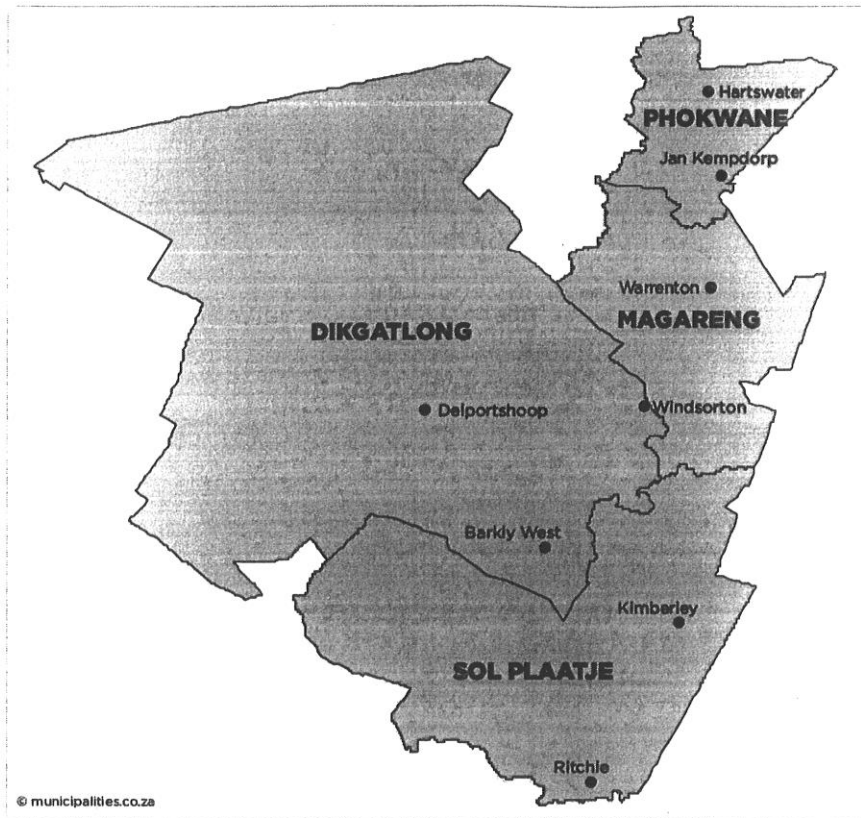 Hartswater
PHOKWANE
Jan Kempdorp
Warrenton
MAGARENG
DIKGATLONG
Delportshoop
Windsorton
Barkly West
Kimberley
SOL PLAATJE
Ritchie
© municipalities.co.za